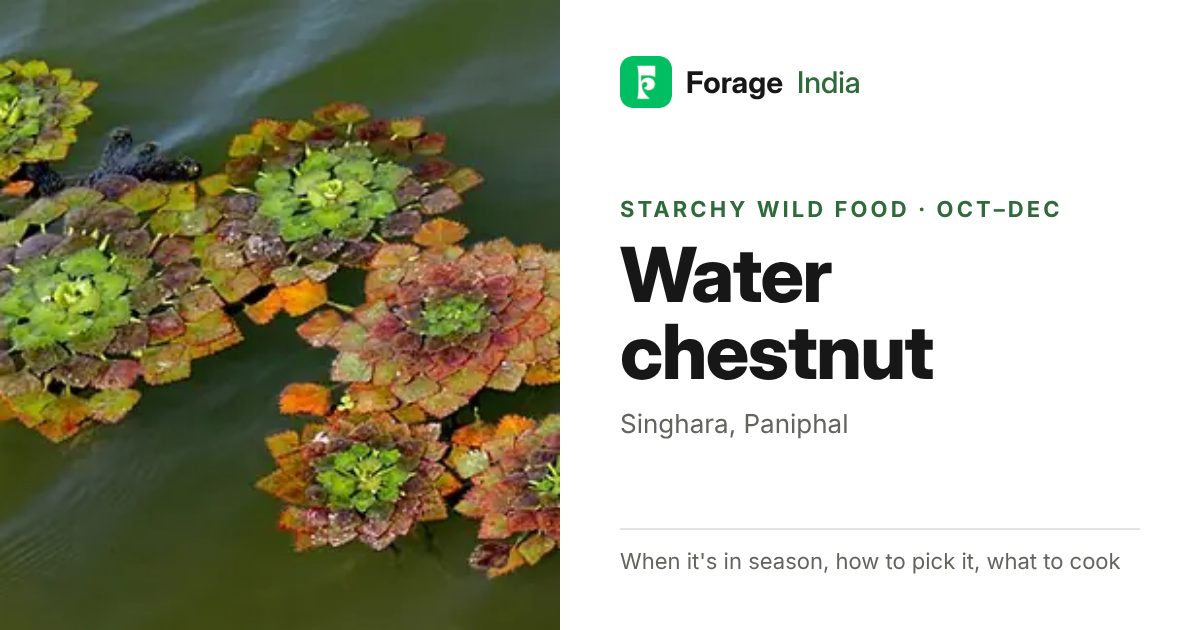 Forage India
STARCHY WILD FOOD · OCT–DEC
Water
chestnut
Singhara, Paniphal
When it's in season, how to pick it, what to cook